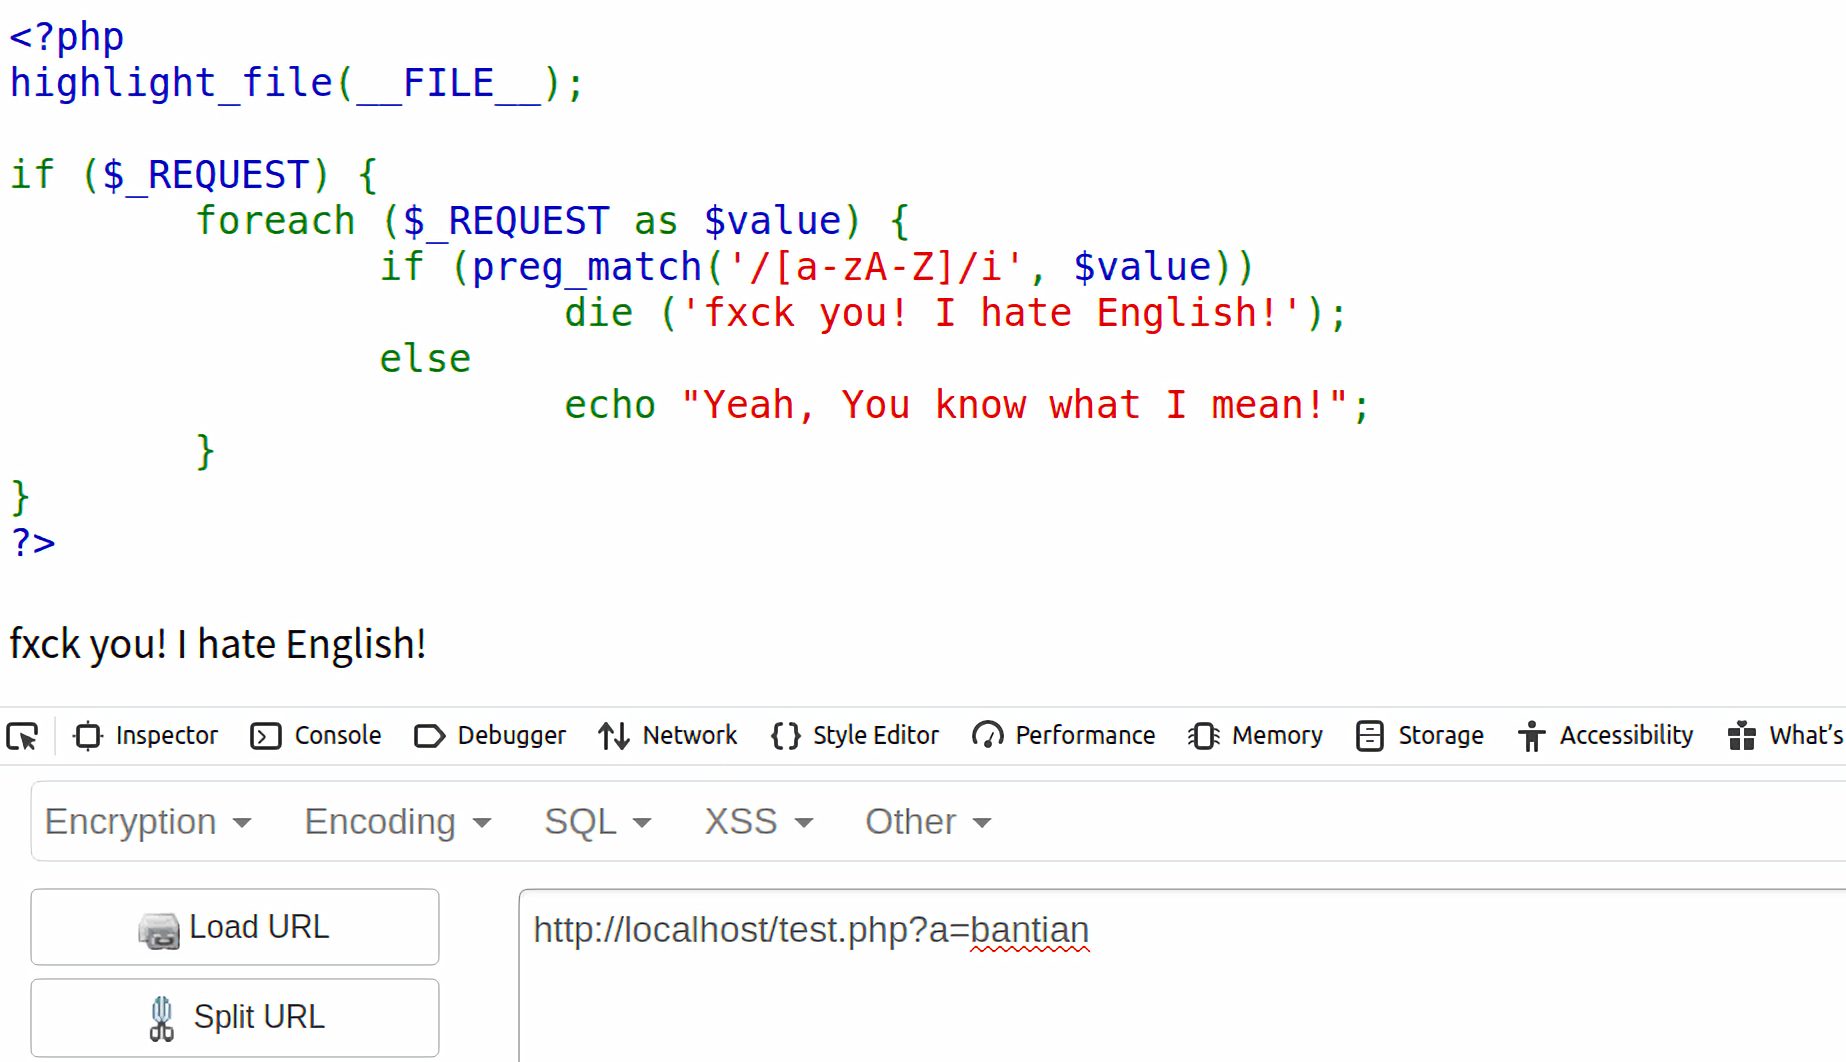 <?php
highlight_file(__FILE__);
if ($_REQUEST) {
foreach ($_REQUEST as $value) {
if (preg_match('/[a-zA-Z]/i', $value))
die ('fxck you! I hate English!');
else
echo "Yeah, You know what I mean!";
}
}
?>
fxck you! I hate English!
Inspector Console Debugger Network Style Editor Performance Memory Storage Accessibility What's
Encryption Encoding SQL XSS Other
Load URL
http://localhost/test.php?a=bantian
Split URL